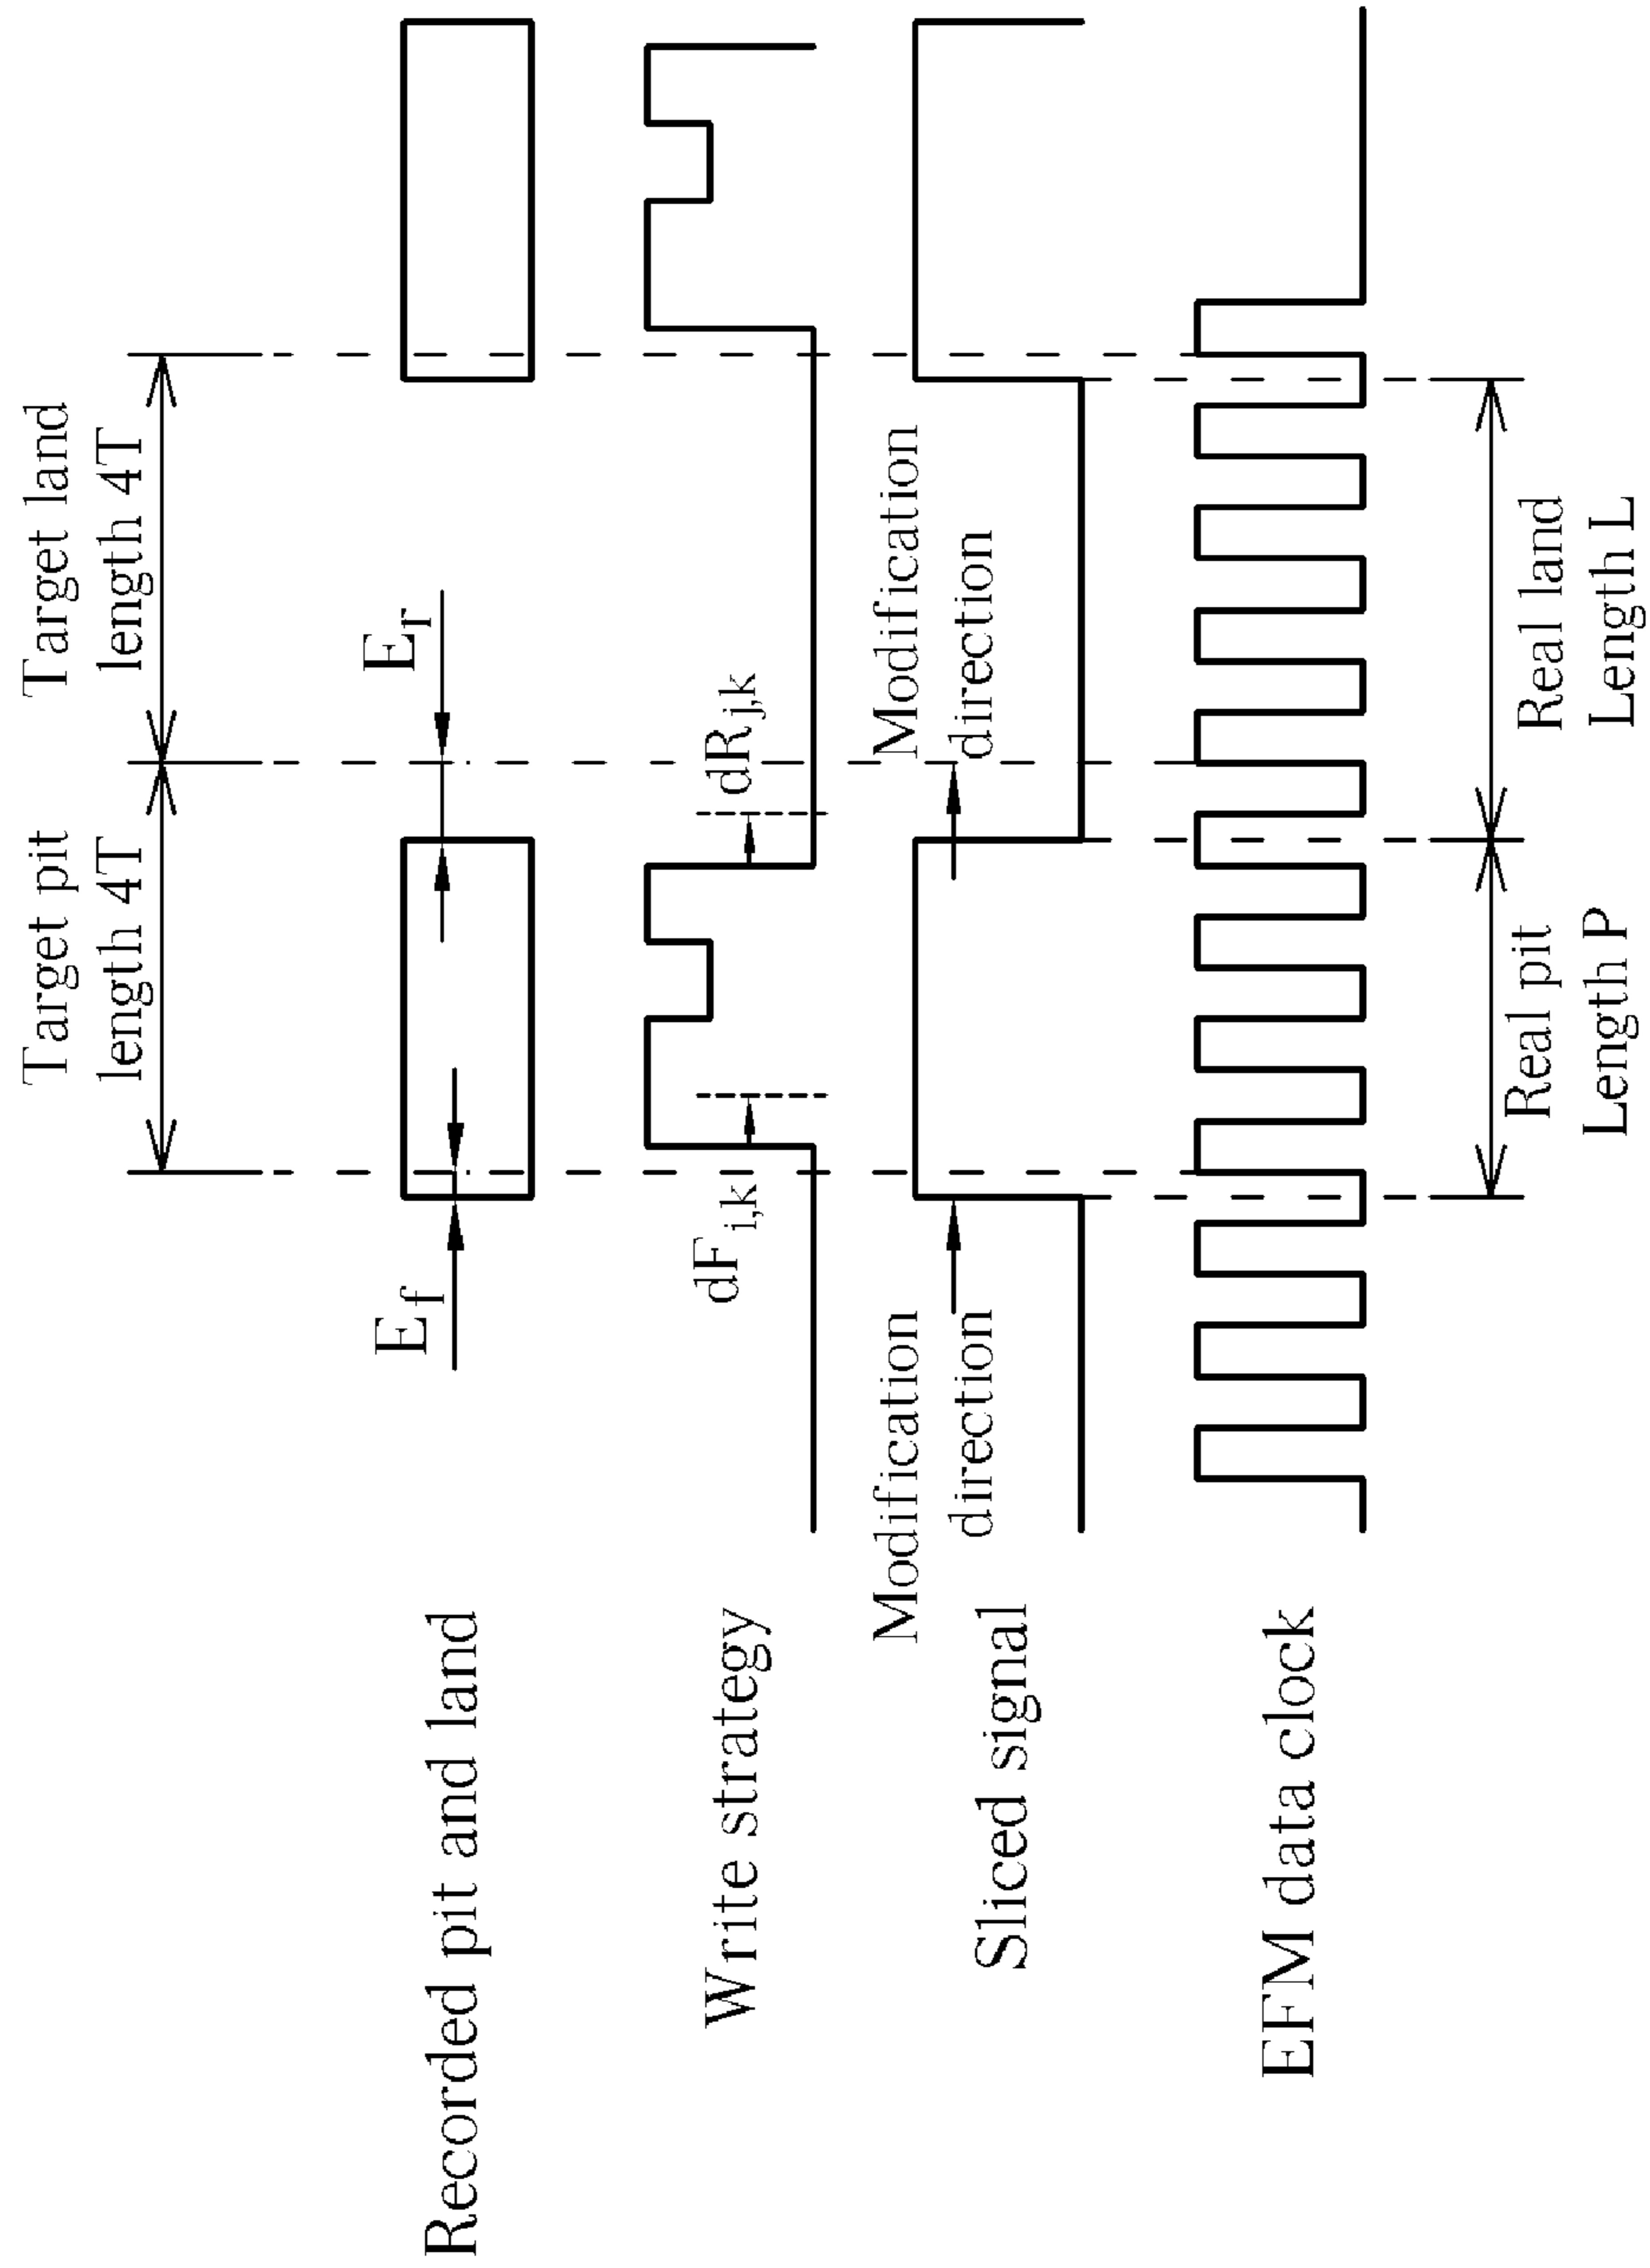 Target pit
length 4T
Target land
length 4T
E_f
E_r
Recorded pit and land
dF_i,k
dR_j,k
Write strategy
Modification
direction
Modification
direction
Sliced signal
EFM data clock
Real pit
Length P
Real land
Length L